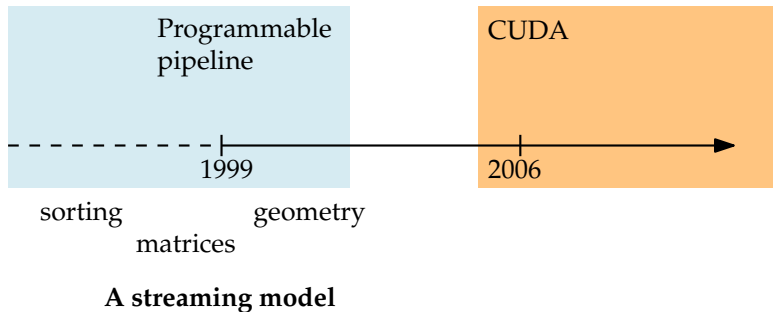 Programmable
pipeline
CUDA
1999
2006
sorting
geometry
matrices
A streaming model